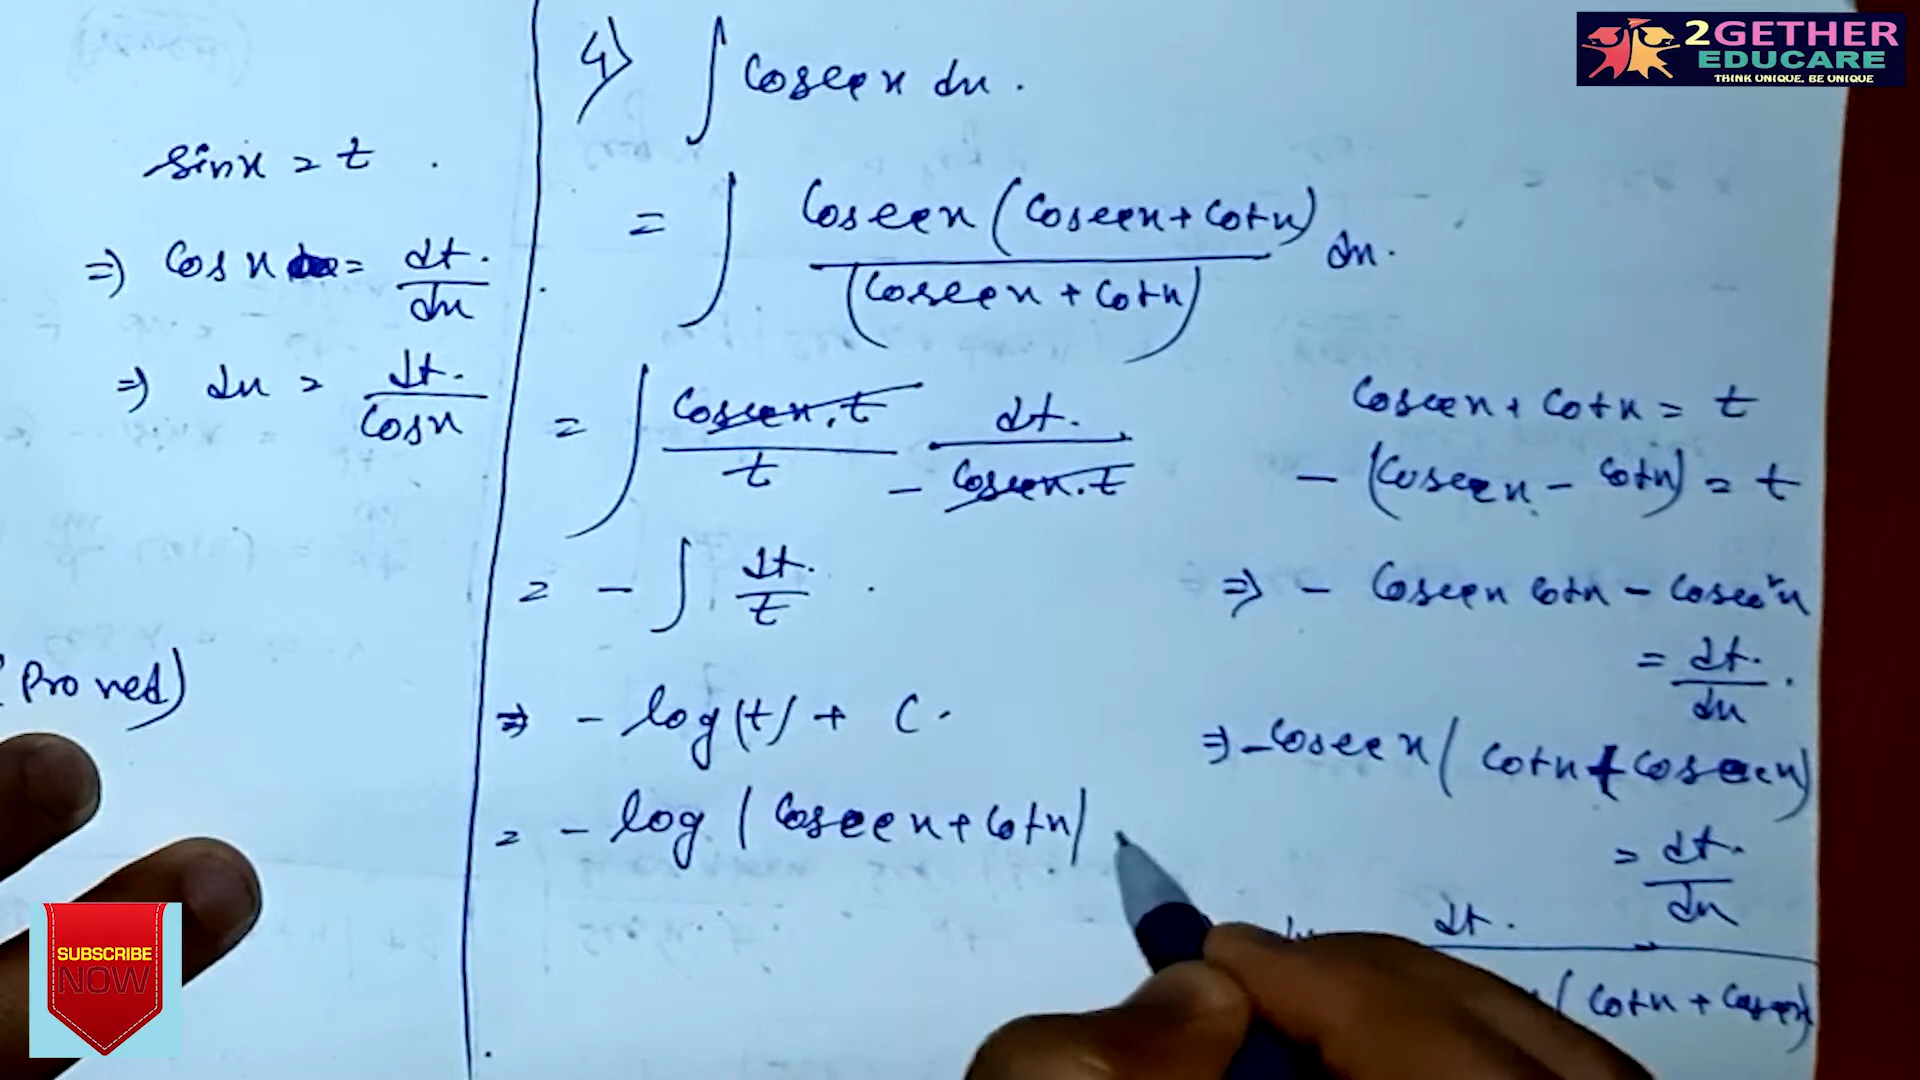 2GETHER
EDUCARE
THINK UNIQUE, BE UNIQUE
sinx = t
=> cosx = dt/dx
=> dx = dt/cosx
(Proved)
4) ∫ cosecx dx.
= ∫ cosecx (cosecx + cotx) / (cosecx + cotx) dx.
= ∫ cosecx.t / t dt. / - cosecx.t
= - ∫ dt. / t
=> - log(t) + C.
= - log |cosecx + cotx|
cosecx + cotx = t
- (cosecx - cotx) = t
=> - cosecx cotx - cosec²x
= dt. / dx.
=> - cosecx (cotx + cosecx)
= dt. / dx
dt.
(cotx + cosecx)
SUBSCRIBE
NOW